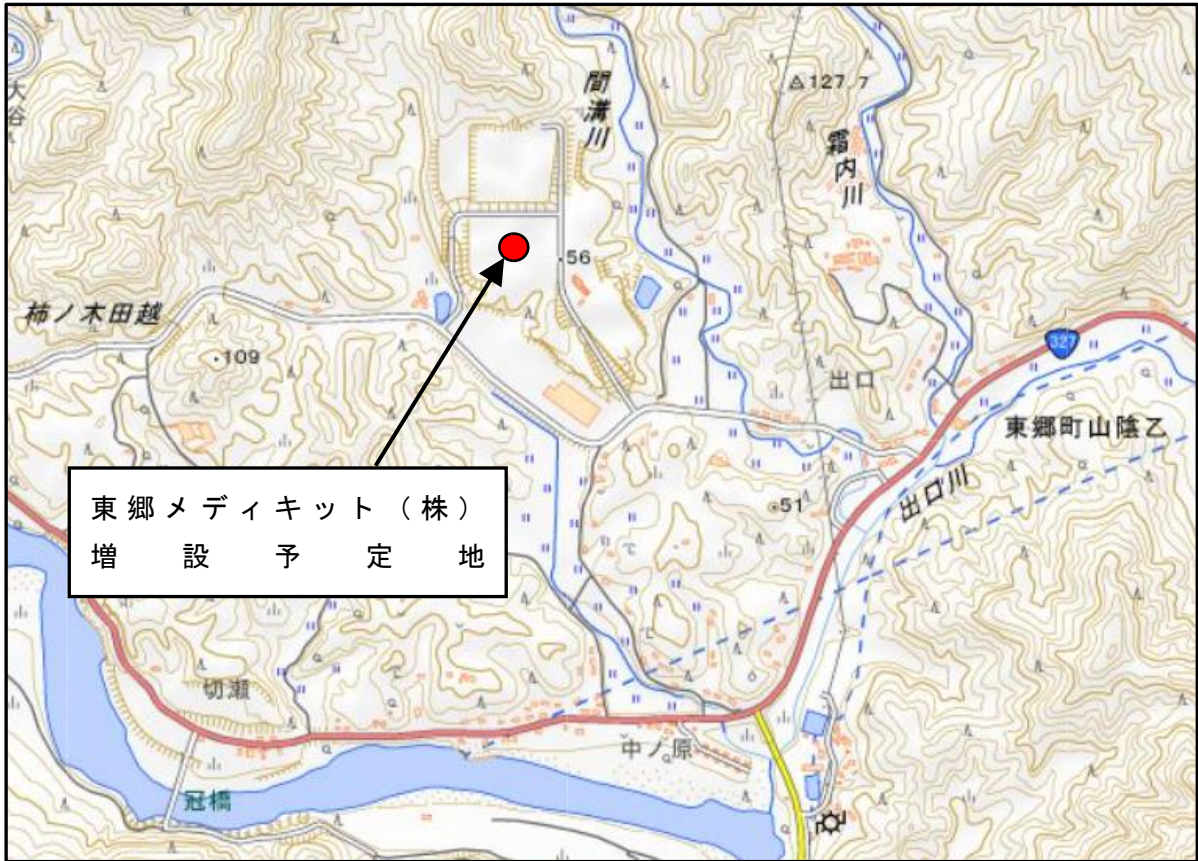 大谷
間溝川
127.7
霜内川
56
柿ノ木田越
109
327
出口
東郷町山陰乙
出口川
51
東郷メディキット（株）
増設予定地
切瀬
中ノ原
冠橋